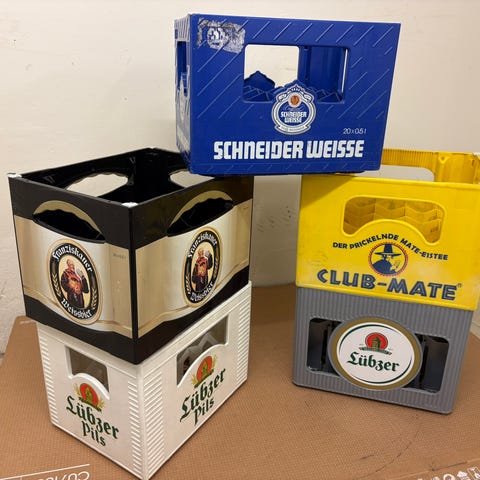 SCHNEIDER
WEISSE
20 x 0,5 l
SCHNEIDER WEISSE
Franziskaner
Weissbier
Franziskaner
Weissbier
DER PRICKELNDE MATE-EISTEE
CLUB-MATE
Lübzer
Pils
Lübzer
Pils
Lübzer